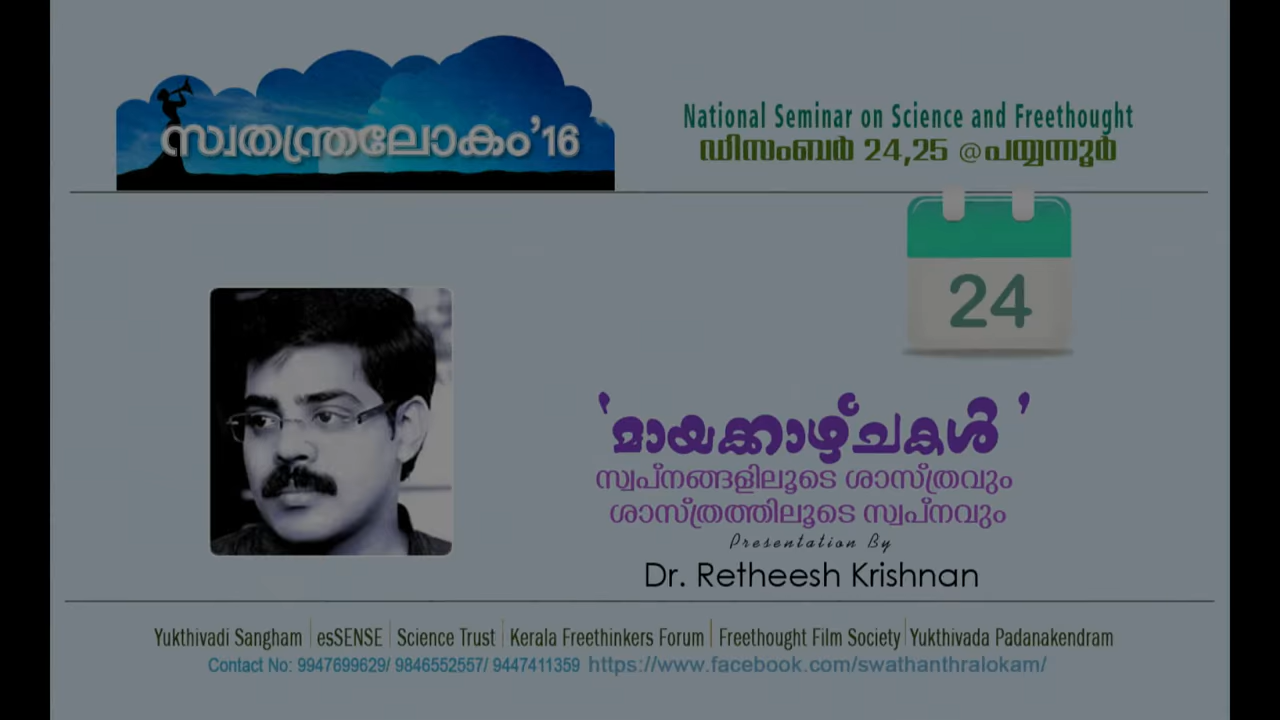 സ്വതന്ത്രലോകം'16
National Seminar on Science and Freethought
ഡിസംബർ 24,25 @പയ്യന്നൂർ
24
'മായക്കാഴ്ചകൾ'
സ്വപ്നങ്ങളിലൂടെ ശാസ്ത്രവും
ശാസ്ത്രത്തിലൂടെ സ്വപ്നവും
Presentation By
Dr. Retheesh Krishnan
Yukthivadi Sangham | esSENSE | Science Trust | Kerala Freethinkers Forum | Freethought Film Society | Yukthivada Padanakendram
Contact No: 9947699629/ 9846552557/ 9447411359 https://www.facebook.com/swathanthralokam/